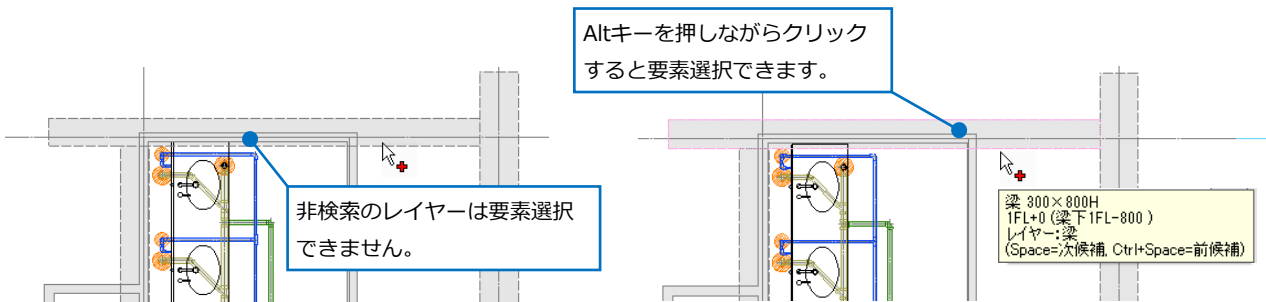 Altキーを押しながらクリック
すると要素選択できます。
非検索のレイヤーは要素選択
できません。
梁 300×800H
1FL+0 (梁下1FL-800 )
レイヤー:梁
(Space=次候補, Ctrl+Space=前候補)